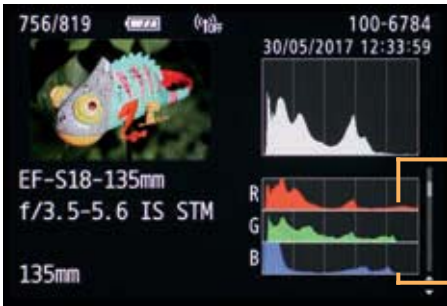 756/819 100-6784
30/05/2017 12:33:59
EF-S18-135mm
f/3.5-5.6 IS STM
135mm
R
G
B